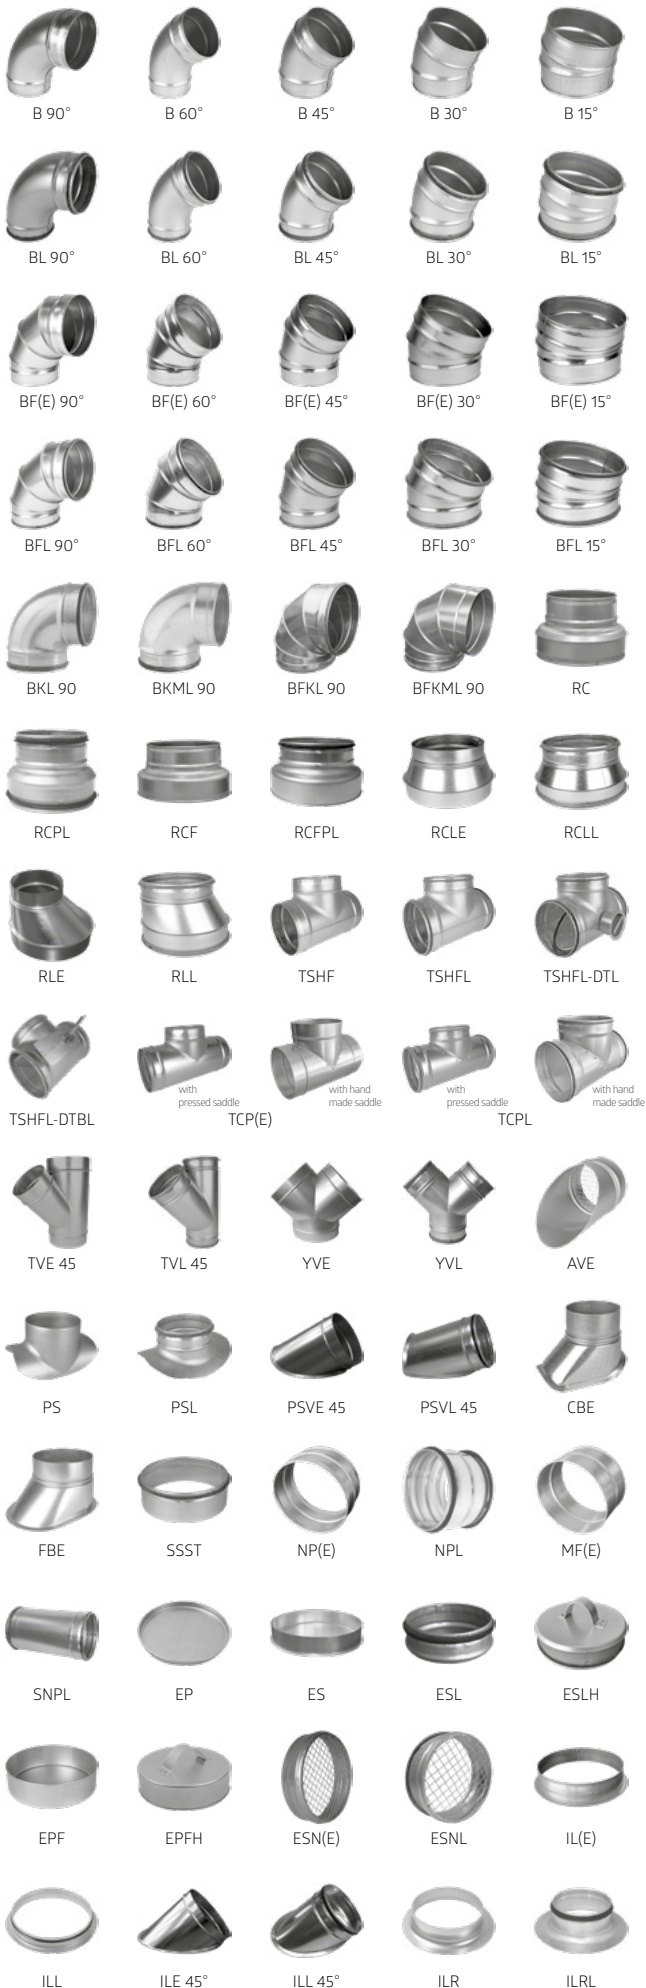 B 90° B 60° B 45° B 30° B 15°
BL 90° BL 60° BL 45° BL 30° BL 15°
BF(E) 90° BF(E) 60° BF(E) 45° BF(E) 30° BF(E) 15°
BFL 90° BFL 60° BFL 45° BFL 30° BFL 15°
BKL 90 BKML 90 BFKL 90 BFKML 90 RC
RCPL RCF RCFPL RCLE RCLL
RLE RLL TSHF TSHFL TSHFL-DTL
with with hand with with hand
pressed saddle made saddle pressed saddle made saddle
TSHFL-DTBL TCP(E) TCPL
TVE 45 TVL 45 YVE YVL AVE
PS PSL PSVE 45 PSVL 45 CBE
FBE SSST NP(E) NPL MF(E)
SNPL EP ES ESL ESLH
EPF EPFH ESN(E) ESNL IL(E)
ILL ILE 45° ILL 45° ILR ILRL